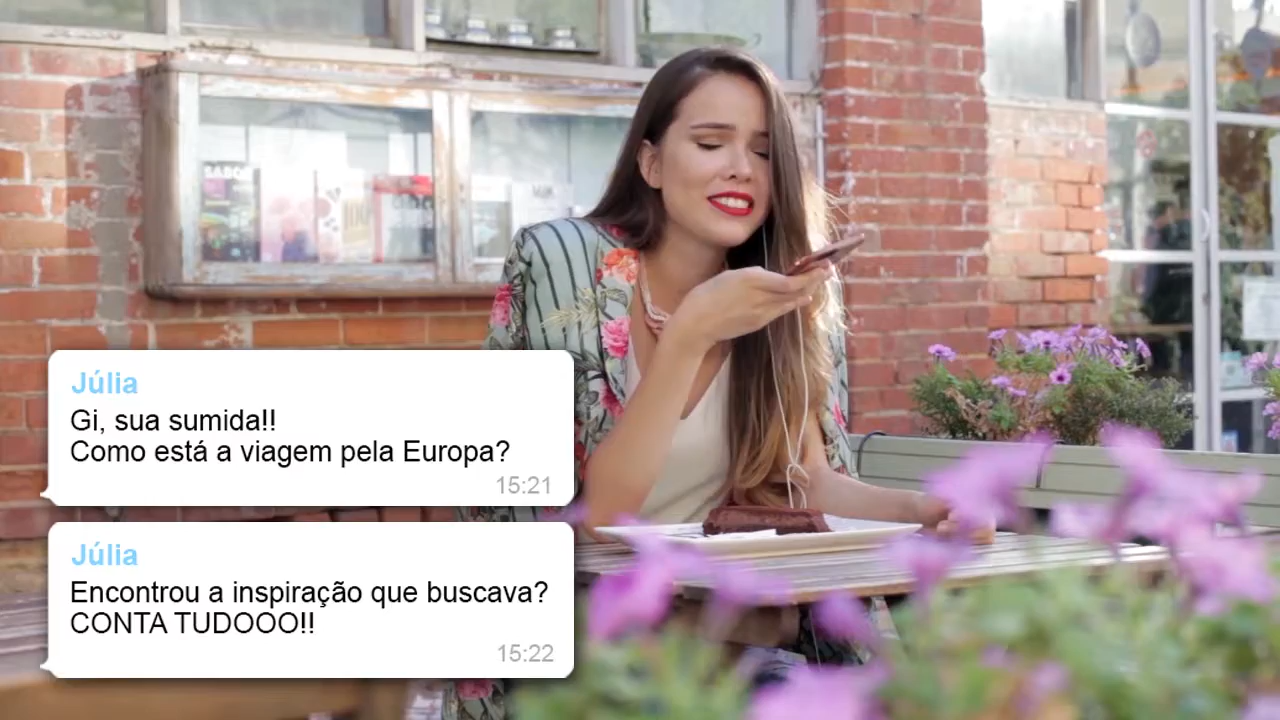 SABOR
Júlia
Gi, sua sumida!!
Como está a viagem pela Europa?
15:21
Júlia
Encontrou a inspiração que buscava?
CONTA TUDOOO!!
15:22